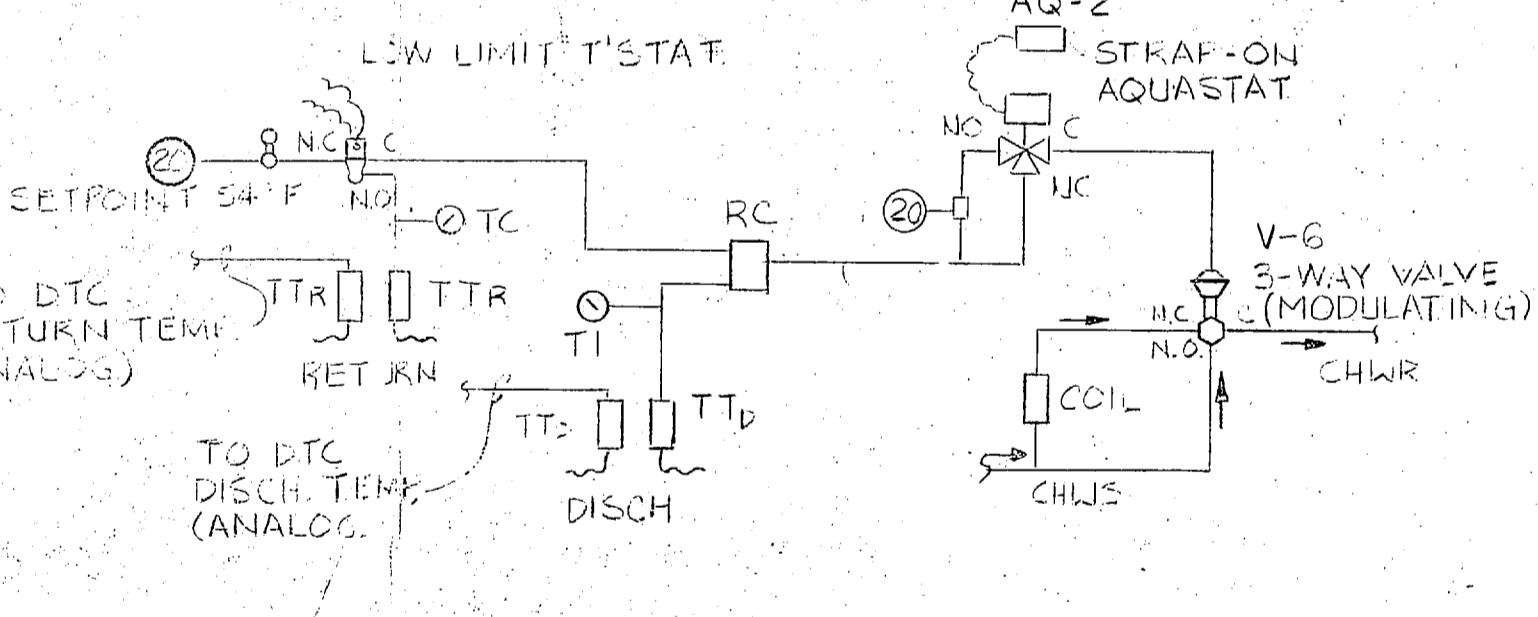 AQ-2
LOW LIMIT T'STAT.
STRAP-ON
AQUASTAT
NO
C
NC
N.C
C
20
SETPOINT 54°F
N.O.
TC
20
RC
V-6
3-WAY VALVE
(MODULATING)
DTC
TURN TEMP.
TTR
TTR
RETURN
TI
N.C
C
N.O.
CHWR
COIL
CHWS
TO DTC
DISCH. TEMP.
(ANALOG.
TTD
TTD
DISCH